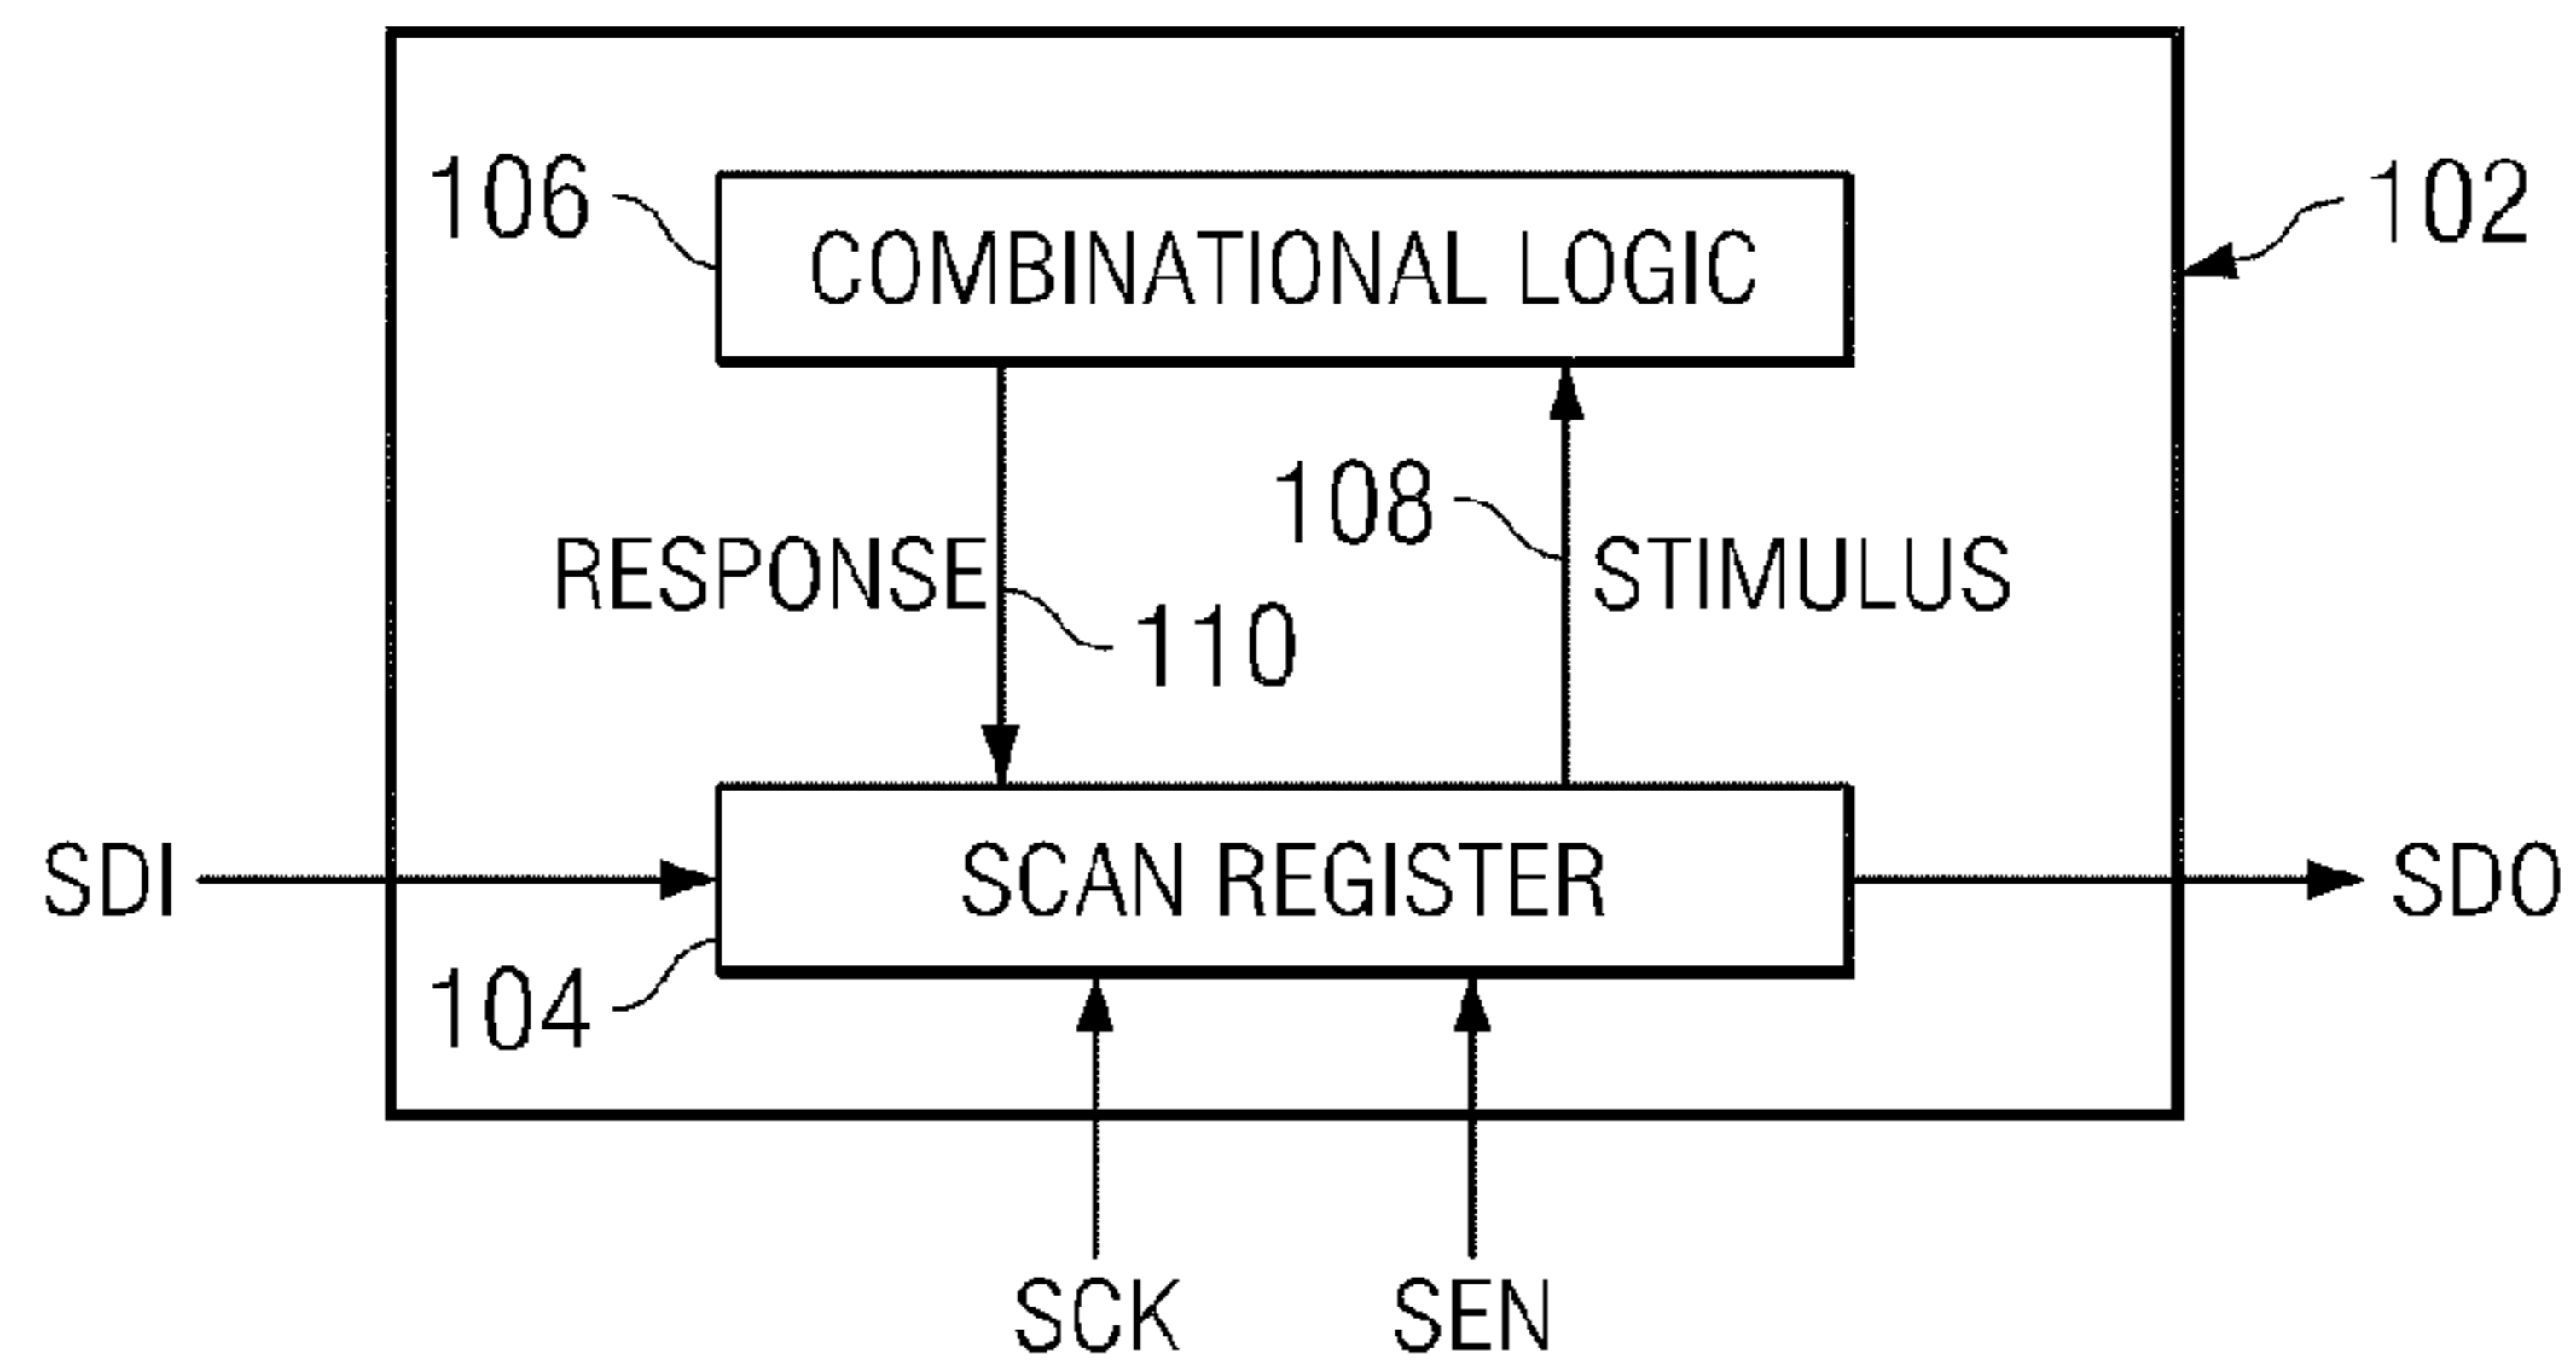 106
102
COMBINATIONAL LOGIC
108
RESPONSE
STIMULUS
110
SDI
SCAN REGISTER
SDO
104
SCK
SEN